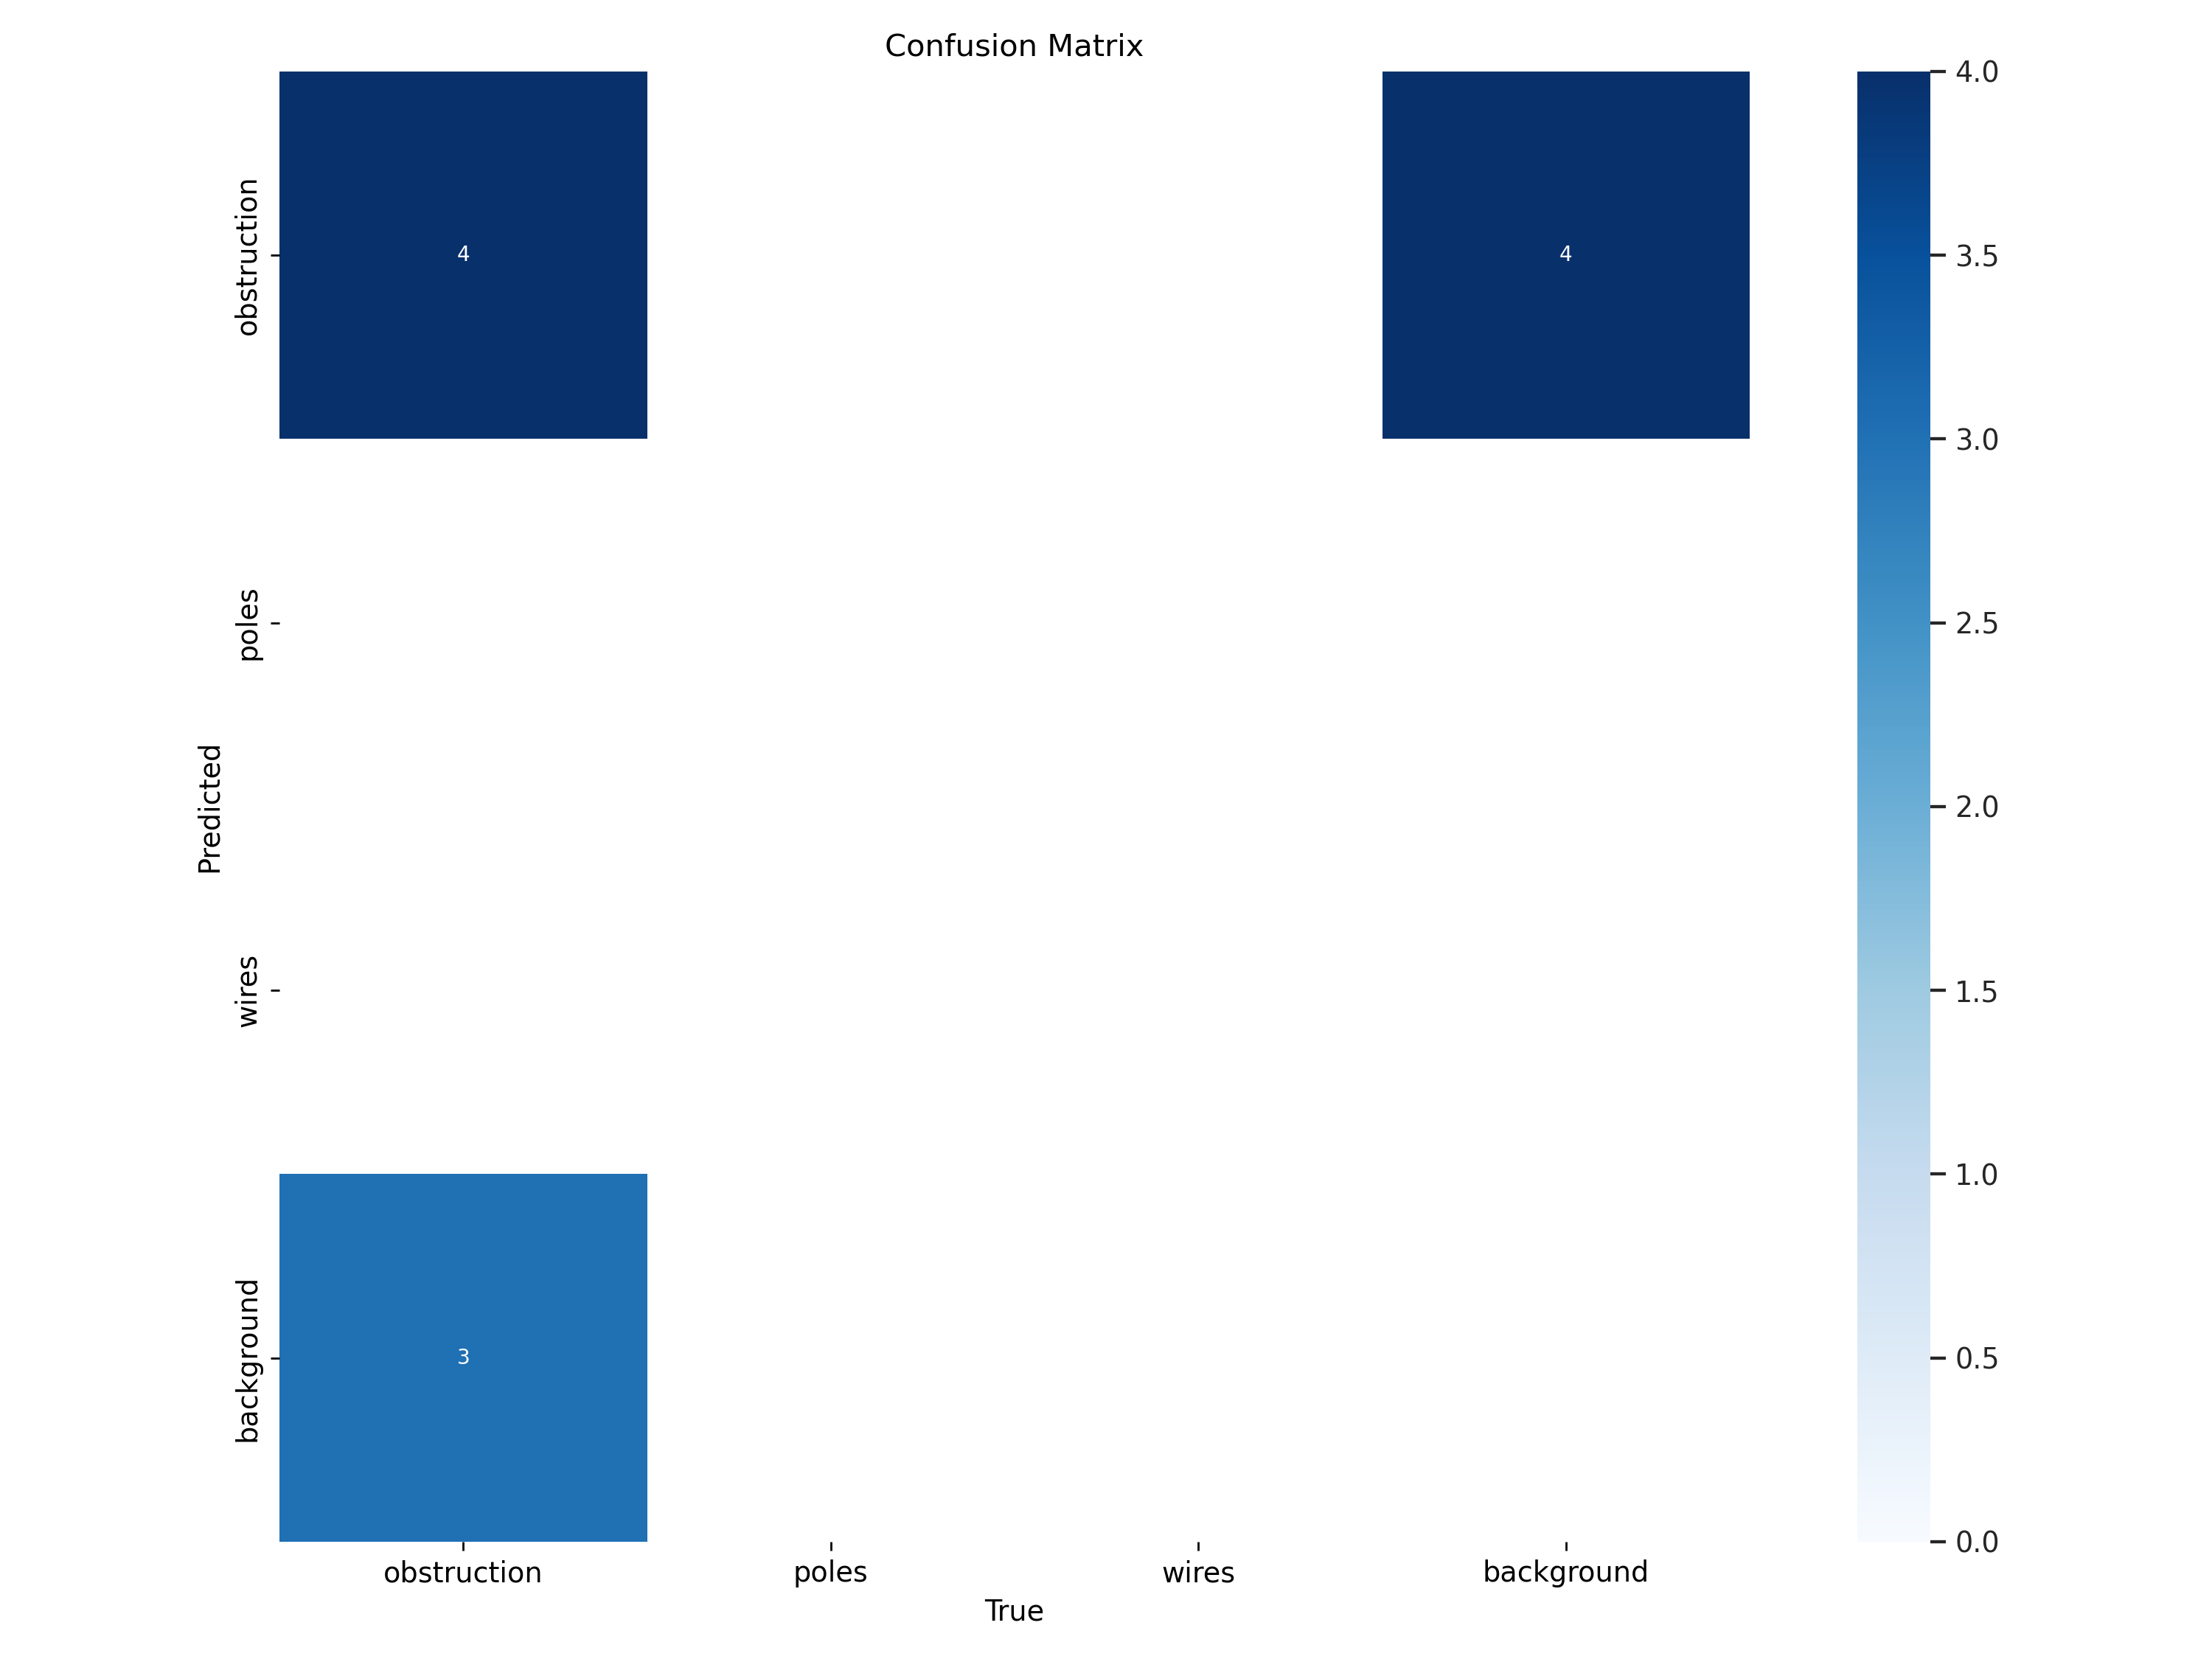 Confusion Matrix
obstruction
poles
wires
background
Predicted
4
4
3
obstruction
poles
wires
background
True
4.0
3.5
3.0
2.5
2.0
1.5
1.0
0.5
0.0